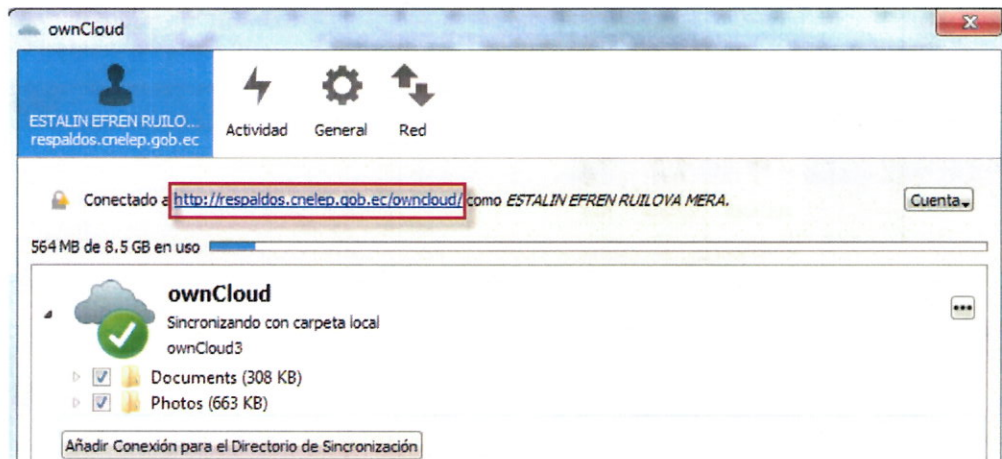 ownCloud
ESTALIN EFREN RUILO...
respaldos.cnelep.gob.ec
Actividad
General
Red
Conectado a http://respaldos.cnelep.gob.ec/owncloud/ como ESTALIN EFREN RUILOVA MERA.
Cuenta
564 MB de 8.5 GB en uso
ownCloud
Sincronizando con carpeta local
ownCloud3
Documents (308 KB)
Photos (663 KB)
Añadir Conexión para el Directorio de Sincronización